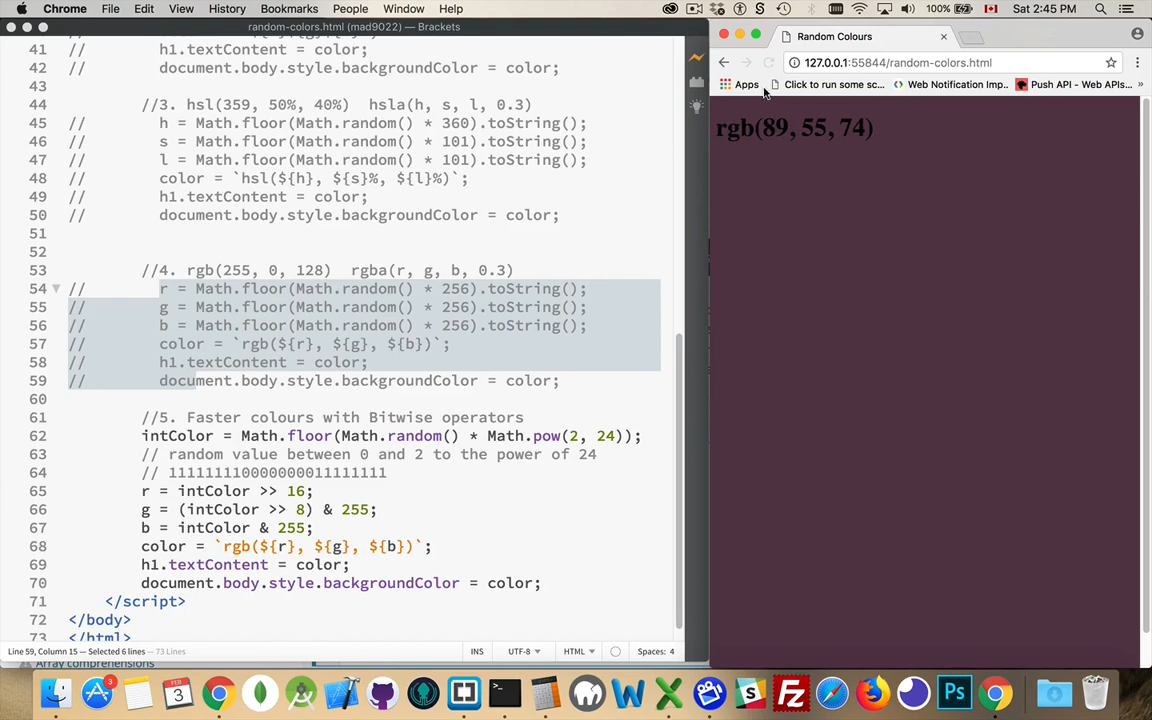 Chrome File Edit View History Bookmarks People Window Help 100% Sat 2:45 PM
random-colors.html (mad9022) — Brackets
Random Colours
127.0.0.1:55844/random-colors.html
Apps Click to run some sc... Web Notification Imp... Push API - Web APIs... »
rgb(89, 55, 74)
41 // h1.textContent = color;
42 // document.body.style.backgroundColor = color;
43
44 //3. hsl(359, 50%, 40%) hsla(h, s, l, 0.3)
45 // h = Math.floor(Math.random() * 360).toString();
46 // s = Math.floor(Math.random() * 101).toString();
47 // l = Math.floor(Math.random() * 101).toString();
48 // color = `hsl(${h}, ${s}%, ${l}%)`;
49 // h1.textContent = color;
50 // document.body.style.backgroundColor = color;
51
52
53 //4. rgb(255, 0, 128) rgba(r, g, b, 0.3)
54 // r = Math.floor(Math.random() * 256).toString();
55 // g = Math.floor(Math.random() * 256).toString();
56 // b = Math.floor(Math.random() * 256).toString();
57 // color = `rgb(${r}, ${g}, ${b})`;
58 // h1.textContent = color;
59 // document.body.style.backgroundColor = color;
60
61 //5. Faster colours with Bitwise operators
62 intColor = Math.floor(Math.random() * Math.pow(2, 24));
63 // random value between 0 and 2 to the power of 24
64 // 111111110000000011111111
65 r = intColor >> 16;
66 g = (intColor >> 8) & 255;
67 b = intColor & 255;
68 color = `rgb(${r}, ${g}, ${b})`;
69 h1.textContent = color;
70 document.body.style.backgroundColor = color;
71 </script>
72 </body>
73 </html>
Line 59, Column 15 — Selected 6 lines — 73 Lines INS UTF-8 HTML Spaces: 4
Array comprehensions
3 FEB 3 W X S Fz Ps